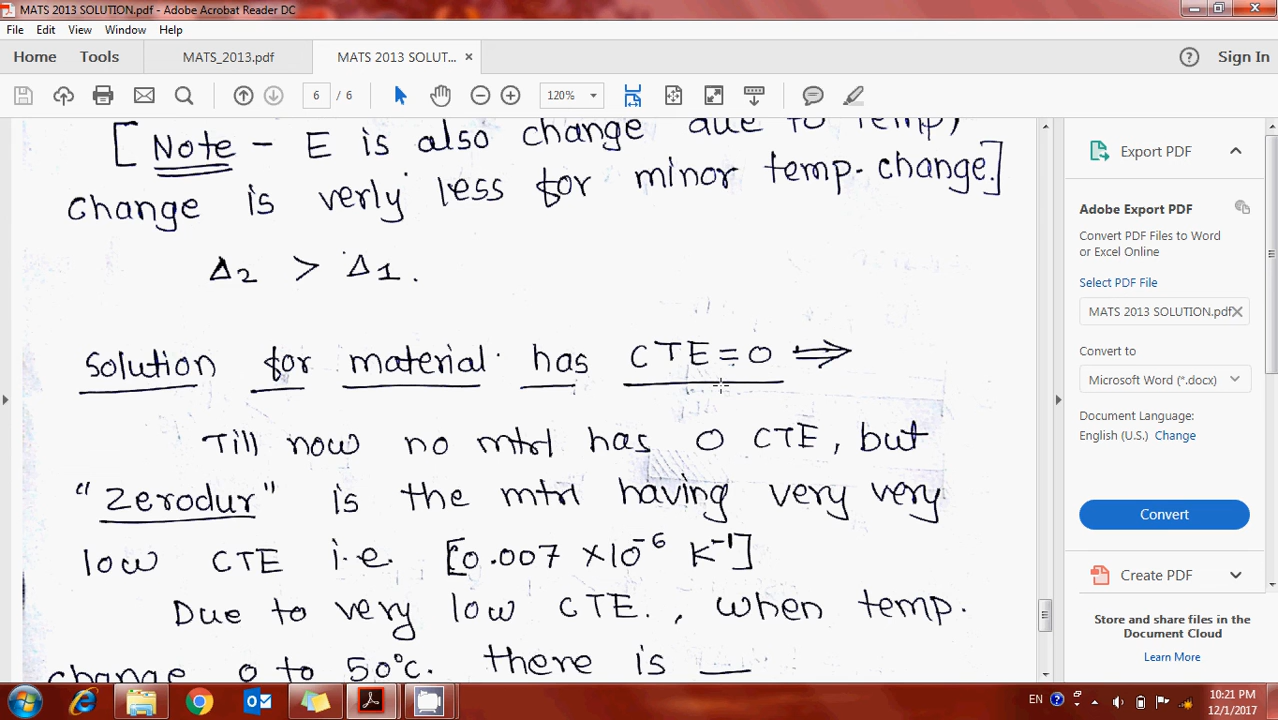 MATS 2013 SOLUTION.pdf - Adobe Acrobat Reader DC
File Edit View Window Help
Home Tools MATS_2013.pdf MATS 2013 SOLUT... ×
? Sign In
6 / 6 120%
[Note - E is also change due to Temp,
change is verly less for minor temp. change.]
Δ2 > Δ1.
Solution for material has CTE = 0 ⇒
Till now no mtrl has 0 CTE, but
"Zerodur" is the mtrl having very very
low CTE i.e. [0.007 × 10⁻⁶ K⁻¹]
Due to very low CTE., when temp.
change 0 to 50°c. there is __
Export PDF
Adobe Export PDF
Convert PDF Files to Word
or Excel Online
Select PDF File
MATS 2013 SOLUTION.pdf ×
Convert to
Microsoft Word (*.docx)
Document Language:
English (U.S.) Change
Convert
Create PDF
Store and share files in the
Document Cloud
Learn More
EN
10:21 PM
12/1/2017